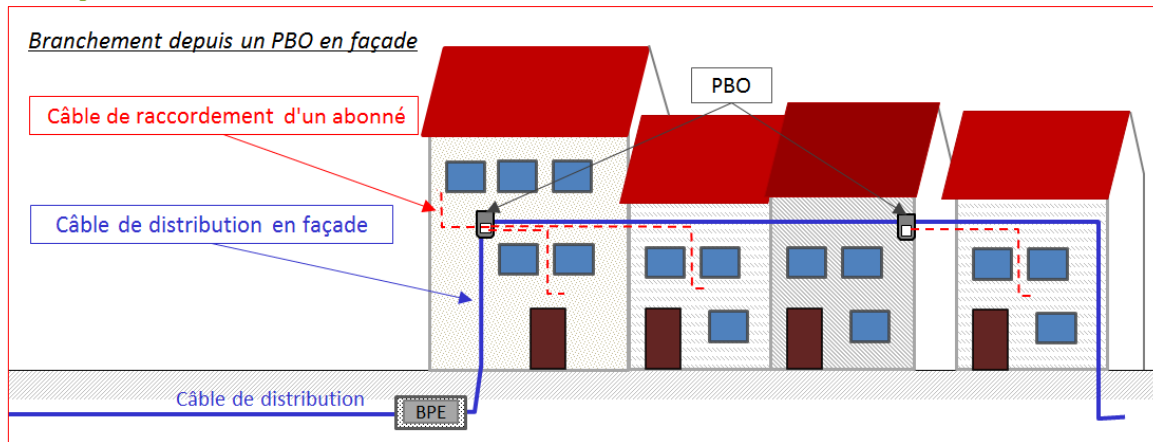 Branchement depuis un PBO en façade
PBO
Câble de raccordement d'un abonné
Câble de distribution en façade
Câble de distribution
BPE